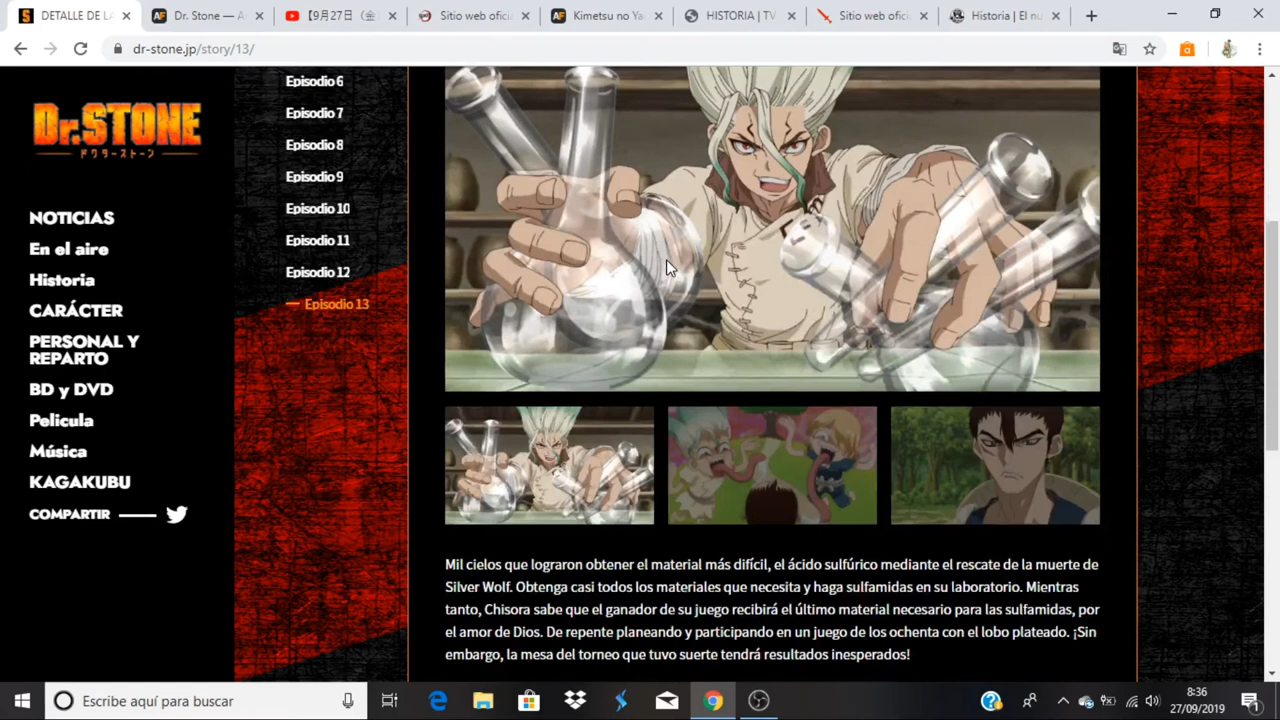 DETALLE DE LA
Dr. Stone — A
【9月27日（金
Sitio web oficia
Kimetsu no Ya
HISTORIA | TV
Sitio web oficia
Historia | El nu
dr-stone.jp/story/13/
Dr.STONE
ドクターストーン
NOTICIAS
En el aire
Historia
CARÁCTER
PERSONAL Y
REPARTO
BD y DVD
Pelicula
Música
KAGAKUBU
COMPARTIR
Episodio 6
Episodio 7
Episodio 8
Episodio 9
Episodio 10
Episodio 11
Episodio 12
Episodio 13
Mil cielos que lograron obtener el material más difícil, el ácido sulfúrico mediante el rescate de la muerte de
Silver Wolf. Obtenga casi todos los materiales que necesita y haga sulfamidas en su laboratorio. Mientras
tanto, Chisora sabe que el ganador de su juego recibirá el último material necesario para las sulfamidas, por
el amor de Dios. De repente planeando y participando en un juego de los ochenta con el lobo plateado. ¡Sin
embargo, la mesa del torneo que tuvo suerte tendrá resultados inesperados!
Escribe aquí para buscar
8:36
27/09/2019